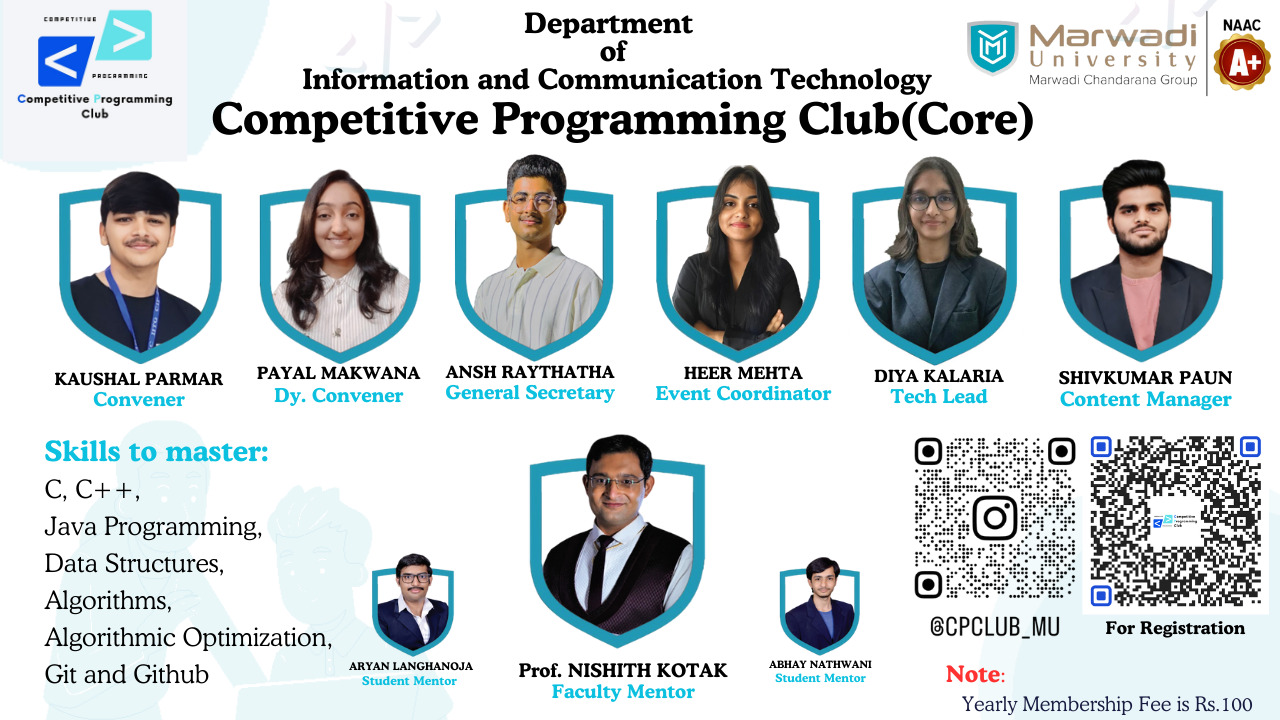 COMPETITIVE
PROGRAMMING
Competitive Programming
Club
Department
of
Information and Communication Technology
Competitive Programming Club(Core)
Marwadi
University
Marwadi Chandarana Group
NAAC
A+
KAUSHAL PARMAR
Convener
PAYAL MAKWANA
Dy. Convener
ANSH RAYTHATHA
General Secretary
HEER MEHTA
Event Coordinator
DIYA KALARIA
Tech Lead
SHIVKUMAR PAUN
Content Manager
Skills to master:
C, C++,
Java Programming,
Data Structures,
Algorithms,
Algorithmic Optimization,
Git and Github
ARYAN LANGHANOJA
Student Mentor
Prof. NISHITH KOTAK
Faculty Mentor
ABHAY NATHWANI
Student Mentor
@CPCLUB_MU
Competitive
Programming
Club
For Registration
Note:
Yearly Membership Fee is Rs.100